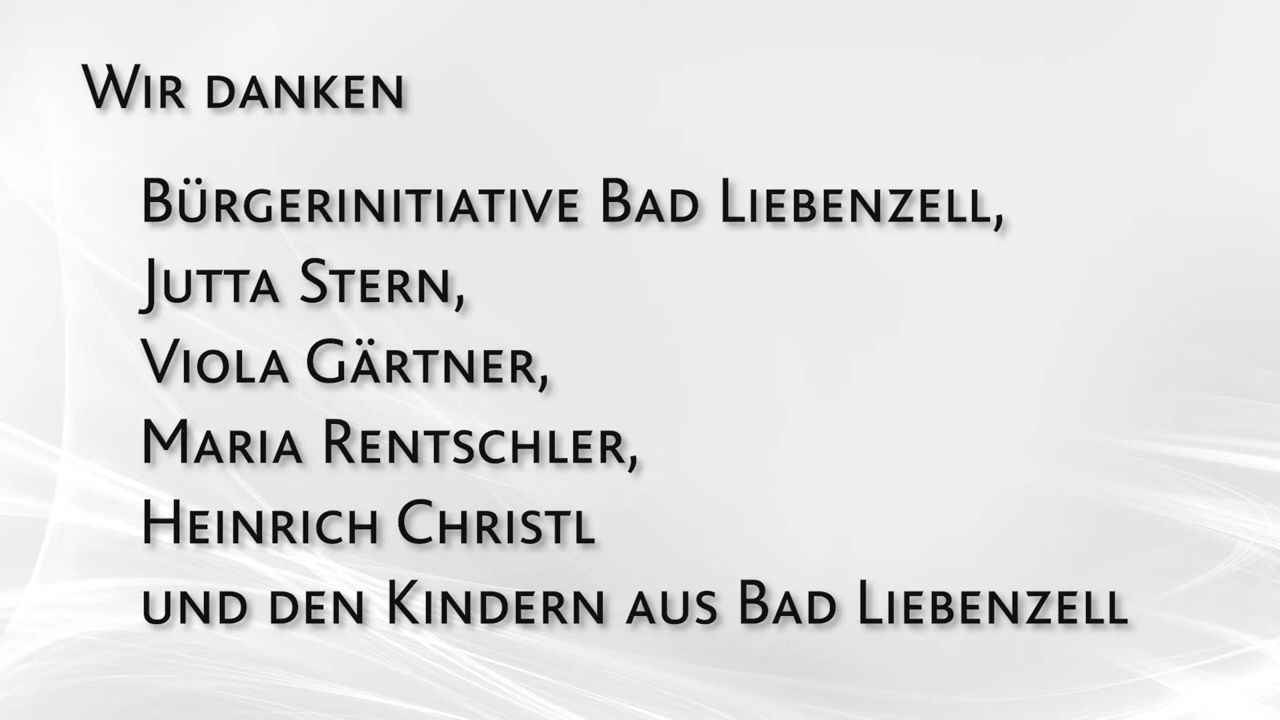 Wir danken
Bürgerinitiative Bad Liebenzell,
Jutta Stern,
Viola Gärtner,
Maria Rentschler,
Heinrich Christl
und den Kindern aus Bad Liebenzell